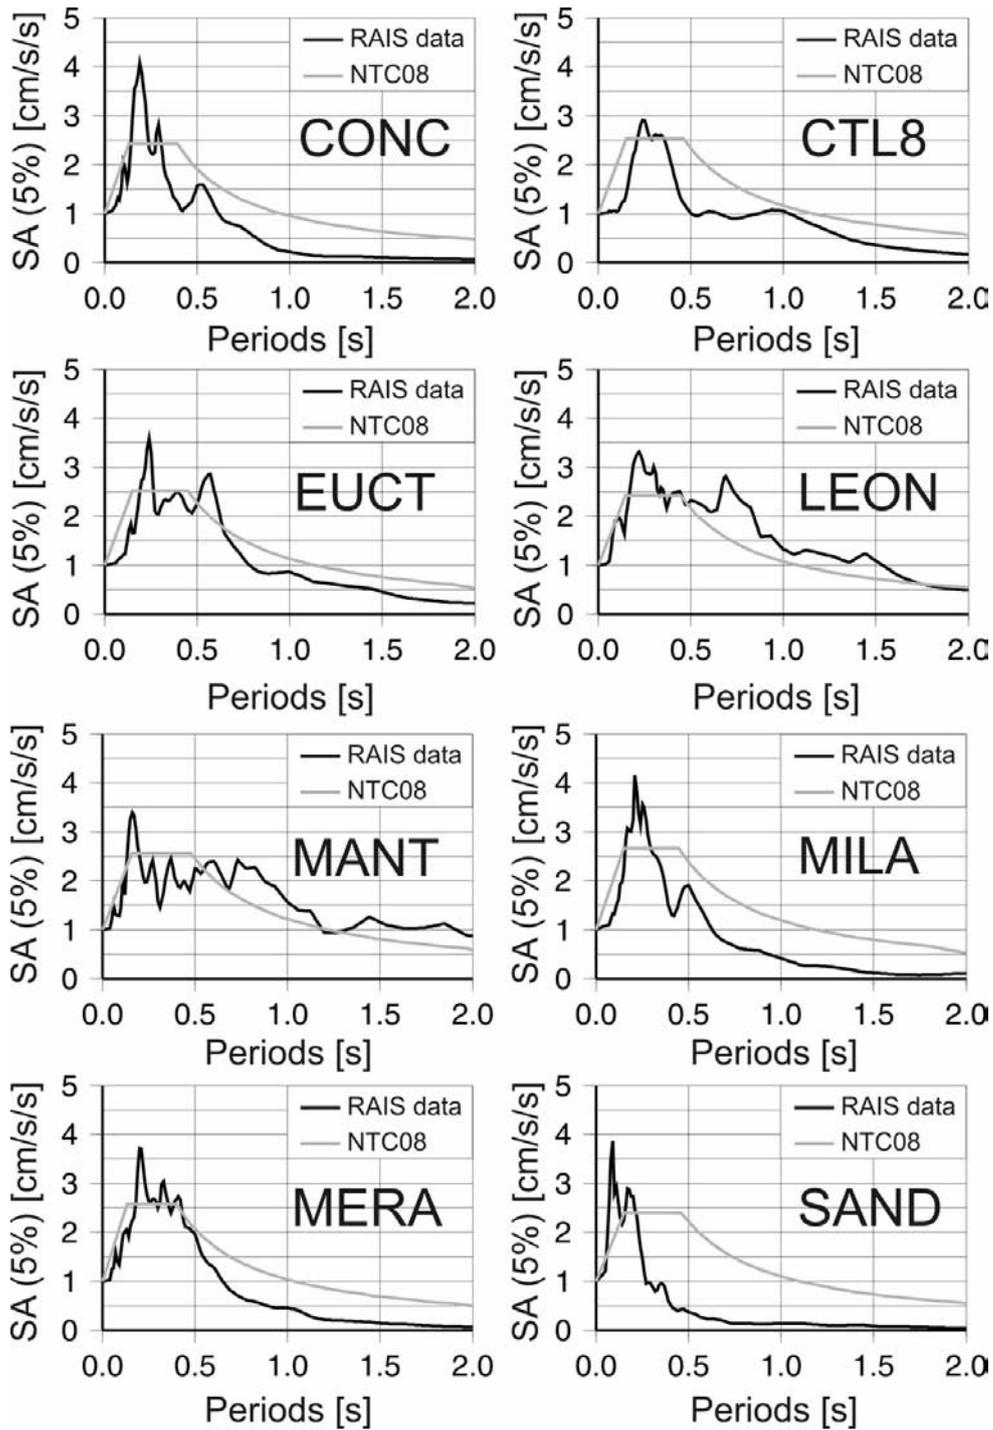 SA (5%) [cm/s/s]
5
4
3
2
1
0
RAIS data
NTC08
CONC
0.0 0.5 1.0 1.5 2.0
Periods [s]
SA (5%) [cm/s/s]
5
4
3
2
1
0
RAIS data
NTC08
CTL8
0.0 0.5 1.0 1.5 2.0
Periods [s]
SA (5%) [cm/s/s]
5
4
3
2
1
0
RAIS data
NTC08
EUCT
0.0 0.5 1.0 1.5 2.0
Periods [s]
SA (5%) [cm/s/s]
5
4
3
2
1
0
RAIS data
NTC08
LEON
0.0 0.5 1.0 1.5 2.0
Periods [s]
SA (5%) [cm/s/s]
5
4
3
2
1
0
RAIS data
NTC08
MANT
0.0 0.5 1.0 1.5 2.0
Periods [s]
SA (5%) [cm/s/s]
5
4
3
2
1
0
RAIS data
NTC08
MILA
0.0 0.5 1.0 1.5 2.0
Periods [s]
SA (5%) [cm/s/s]
5
4
3
2
1
0
RAIS data
NTC08
MERA
0.0 0.5 1.0 1.5 2.0
Periods [s]
SA (5%) [cm/s/s]
5
4
3
2
1
0
RAIS data
NTC08
SAND
0.0 0.5 1.0 1.5 2.0
Periods [s]